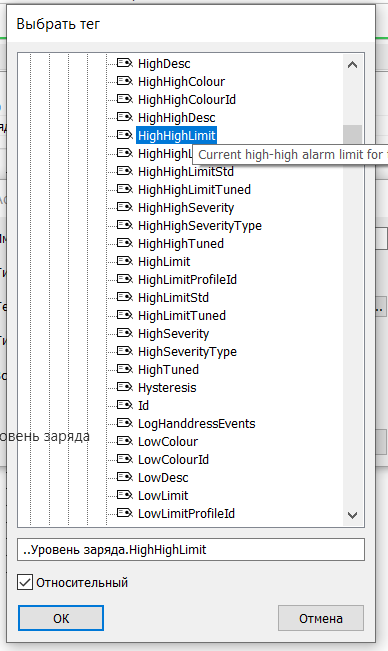 Выбрать тег
HighDesc
HighHighColour
HighHighColourId
HighHighDesc
HighHighLimit
HighHighL
Current high-high alarm limit for
HighHighLimitStd
HighHighLimitTuned
HighHighSeverity
HighHighSeverityType
HighHighTuned
HighLimit
HighLimitProfileId
HighLimitStd
HighLimitTuned
HighSeverity
HighSeverityType
HighTuned
Hysteresis
Id
LogHanddressEvents
овень заряда
LowColour
LowColourId
LowDesc
LowLimit
LowLimitProfileId
..Уровень заряда.HighHighLimit
Относительный
ОК
Отмена